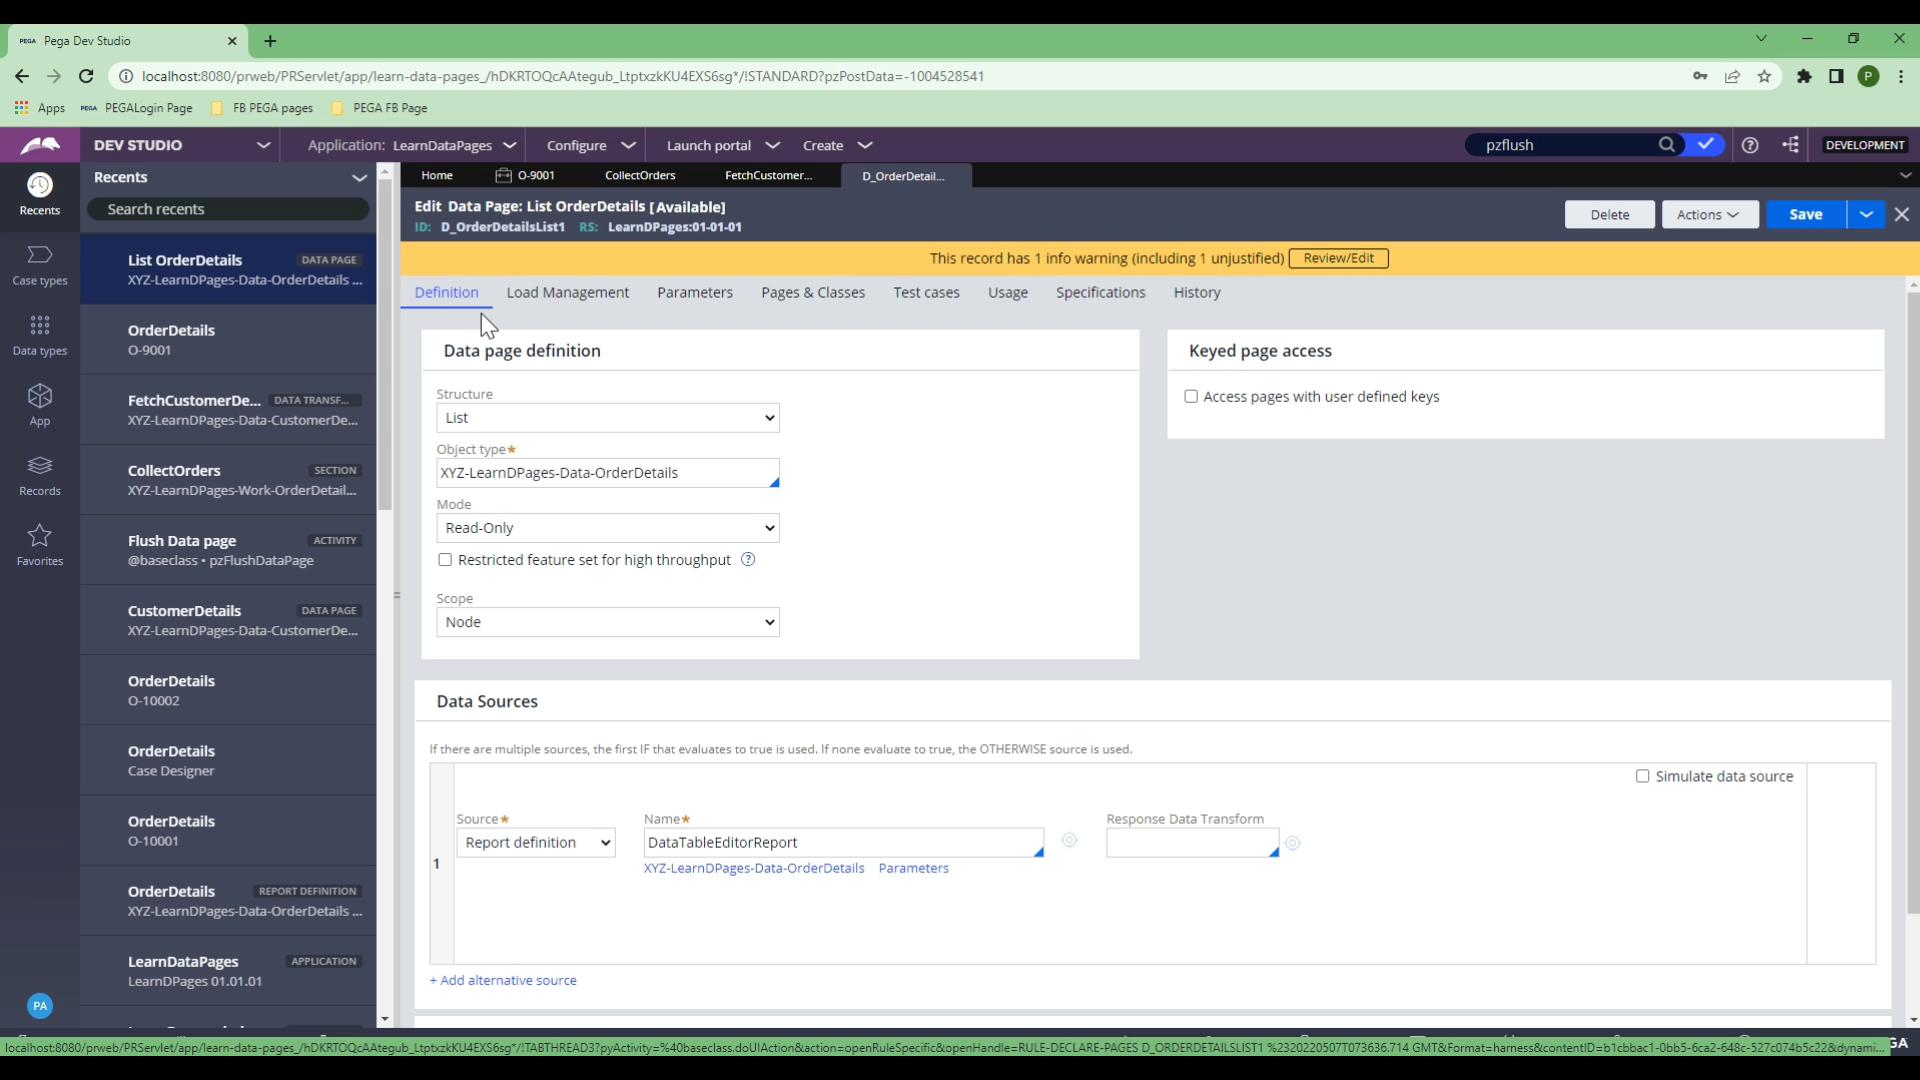 PEGA Pega Dev Studio
localhost:8080/prweb/PRServlet/app/learn-data-pages_/hDKRTOQcAAtegub_LtptxzkKU4EXS6sg*/!STANDARD?pzPostData=-1004528541
P
Apps PEGA PEGALogin Page FB PEGA pages PEGA FB Page
DEV STUDIO Application: LearnDataPages Configure Launch portal Create pzflush DEVELOPMENT
Recents
Home O-9001 CollectOrders FetchCustomer... D_OrderDetail...
Search recents
Recents
Case types
Data types
App
Records
Favorites
PA
List OrderDetails DATA PAGE
XYZ-LearnDPages-Data-OrderDetails ...
OrderDetails
O-9001
FetchCustomerDe... DATA TRANSF...
XYZ-LearnDPages-Data-CustomerDe...
CollectOrders SECTION
XYZ-LearnDPages-Work-OrderDetail...
Flush Data page ACTIVITY
@baseclass • pzFlushDataPage
CustomerDetails DATA PAGE
XYZ-LearnDPages-Data-CustomerDe...
OrderDetails
O-10002
OrderDetails
Case Designer
OrderDetails
O-10001
OrderDetails REPORT DEFINITION
XYZ-LearnDPages-Data-OrderDetails ...
LearnDataPages APPLICATION
LearnDPages 01.01.01
Edit Data Page: List OrderDetails [Available]
ID: D_OrderDetailsList1 RS: LearnDPages:01-01-01
Delete Actions Save
This record has 1 info warning (including 1 unjustified) Review/Edit
Definition Load Management Parameters Pages & Classes Test cases Usage Specifications History
Data page definition
Structure
List
Object type*
XYZ-LearnDPages-Data-OrderDetails
Mode
Read-Only
Restricted feature set for high throughput ?
Scope
Node
Keyed page access
Access pages with user defined keys
Data Sources
If there are multiple sources, the first IF that evaluates to true is used. If none evaluate to true, the OTHERWISE source is used.
Simulate data source
Source* Name* Response Data Transform
1 Report definition DataTableEditorReport
XYZ-LearnDPages-Data-OrderDetails Parameters
+ Add alternative source
localhost:8080/prweb/PRServlet/app/learn-data-pages_/hDKRTOQcAAtegub_LtptxzkKU4EXS6sg*/!TABTHREAD3?pyActivity=%40baseclass.doUIAction&action=openRuleSpecific&openHandle=RULE-DECLARE-PAGES D_ORDERDETAILSLIST1 %2320220507T073636.714 GMT&Format=harness&contentID=b1cbbac1-0bb5-6ca2-648c-527c074b5c22&dynami...
GA